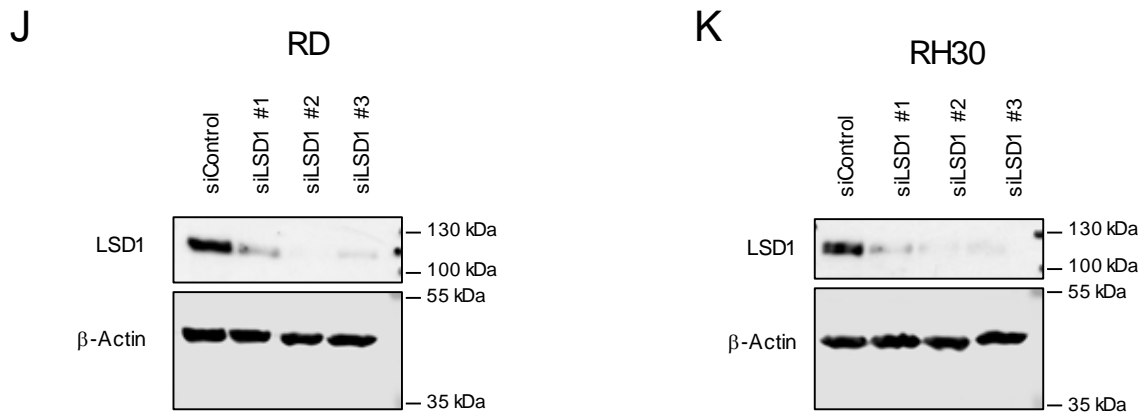 J
RD
siControl
siLSD1 #1
siLSD1 #2
siLSD1 #3
LSD1
130 kDa
100 kDa
β-Actin
55 kDa
35 kDa
K
RH30
siControl
siLSD1 #1
siLSD1 #2
siLSD1 #3
LSD1
130 kDa
100 kDa
β-Actin
55 kDa
35 kDa